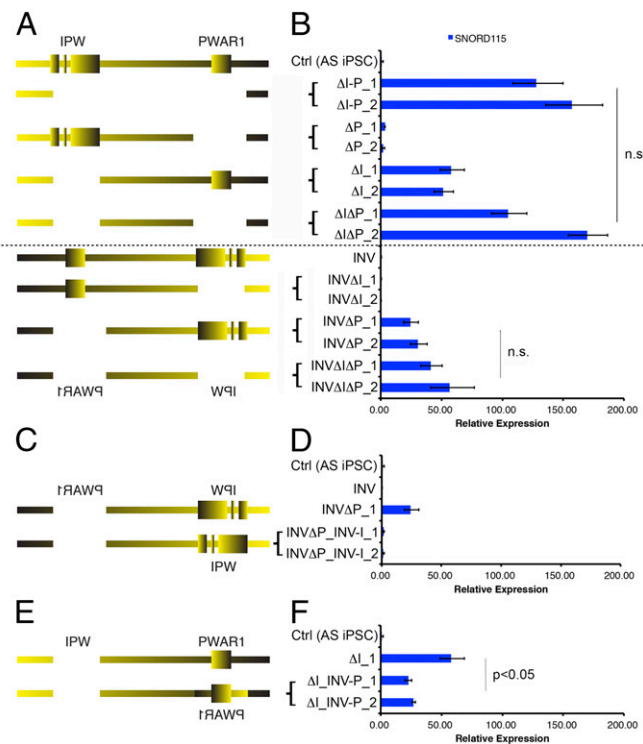 A
IPW
PWAR1
B
SNORD115
Ctrl (AS iPSC)
ΔI-P_1
ΔI-P_2
ΔP_1
ΔP_2
ΔI_1
ΔI_2
ΔIΔP_1
ΔIΔP_2
n.s
INV
INVΔI_1
INVΔI_2
INVΔP_1
INVΔP_2
INVΔIΔP_1
INVΔIΔP_2
n.s.
PWAR1
IPW
0.00 50.00 100.00 150.00 200.00
Relative Expression
C
PWAR1
IPW
IPW
D
Ctrl (AS iPSC)
INV
INVΔP_1
INVΔP_INV-I_1
INVΔP_INV-I_2
0.00 50.00 100.00 150.00 200.00
Relative Expression
E
IPW
PWAR1
PWAR1
F
Ctrl (AS iPSC)
ΔI_1
ΔI_INV-P_1
ΔI_INV-P_2
p<0.05
0.00 50.00 100.00 150.00 200.00
Relative Expression